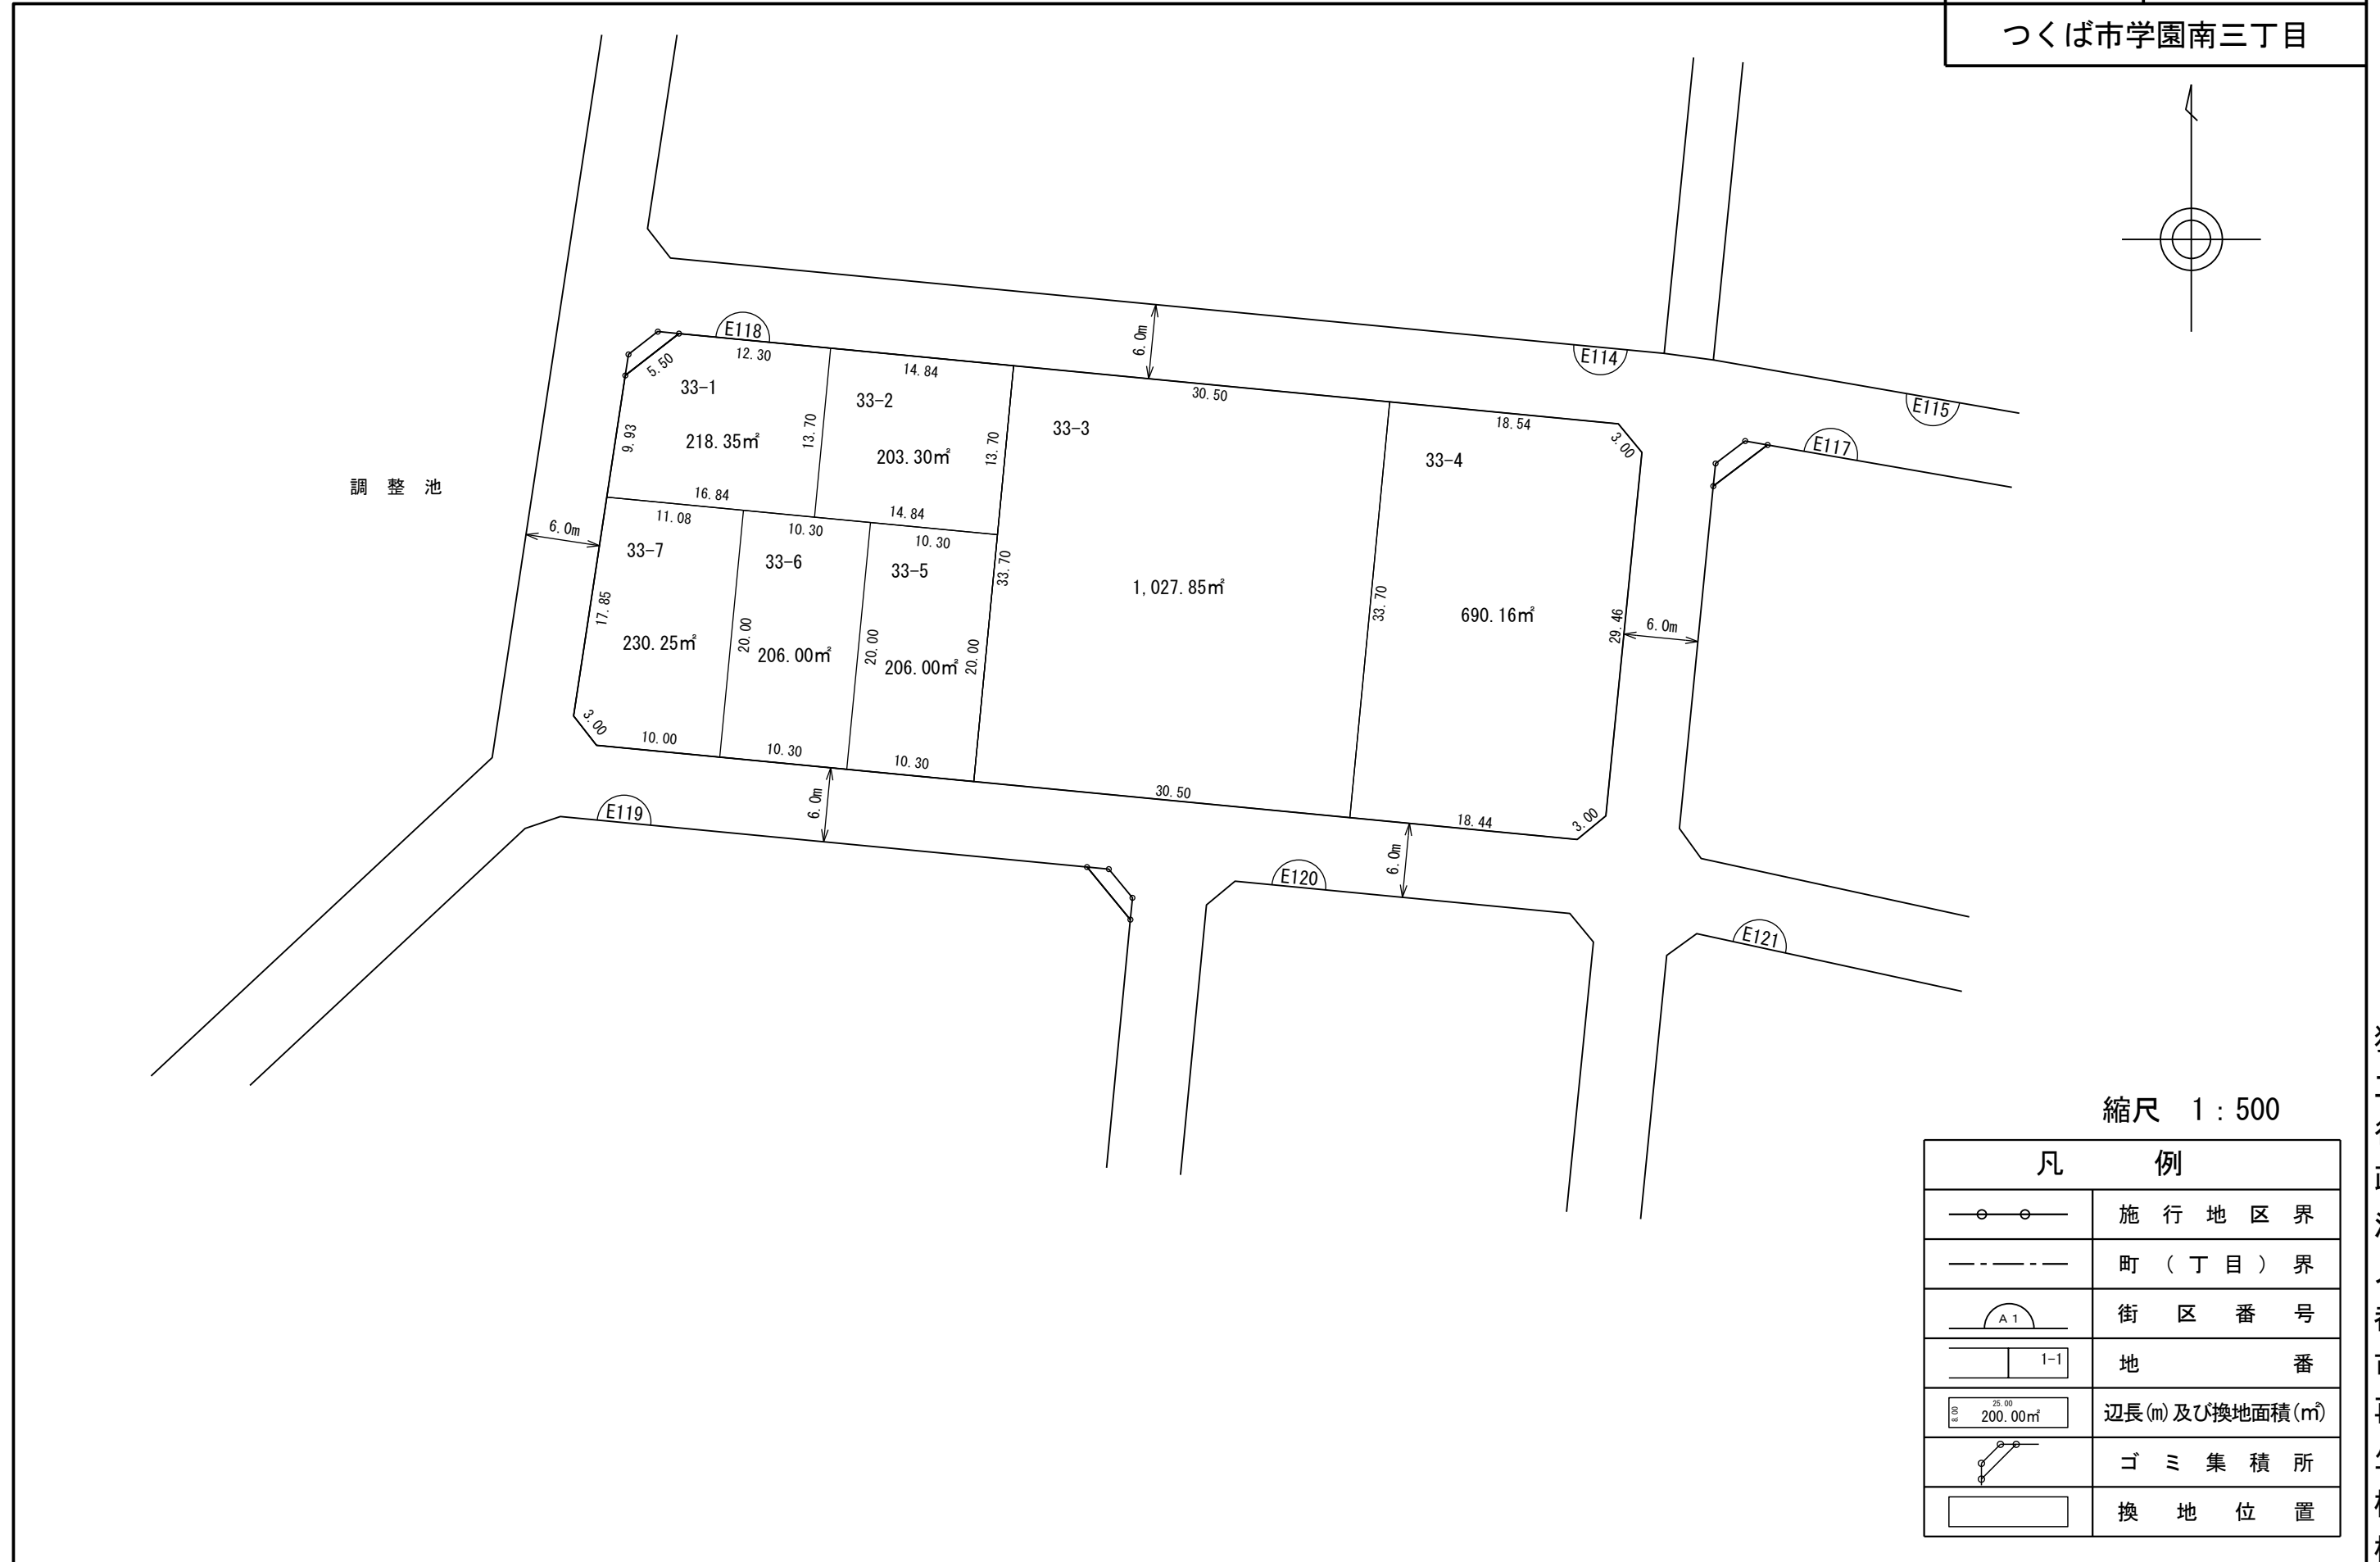 つくば市学園南三丁目
E118
12.30
5.50
33-1
218.35㎡
9.93
13.70
16.84
14.84
33-2
203.30㎡
13.70
14.84
6.0m
30.50
33-3
1,027.85㎡
33.70
33.70
30.50
E114
18.54
3.00
33-4
690.16㎡
29.46
3.00
18.44
E115
E117
6.0m
調整池
6.0m
11.08
33-7
230.25㎡
17.85
3.00
10.00
20.00
10.30
33-6
206.00㎡
10.30
20.00
10.30
33-5
206.00㎡
20.00
10.30
6.0m
6.0m
E119
E120
E121
縮尺 1:500
凡例
施行地区界
町(丁目)界
A1 街区番号
1-1 地番
25.00
8.00 200.00㎡ 辺長(m)及び換地面積(㎡)
ゴミ集積所
換地位置